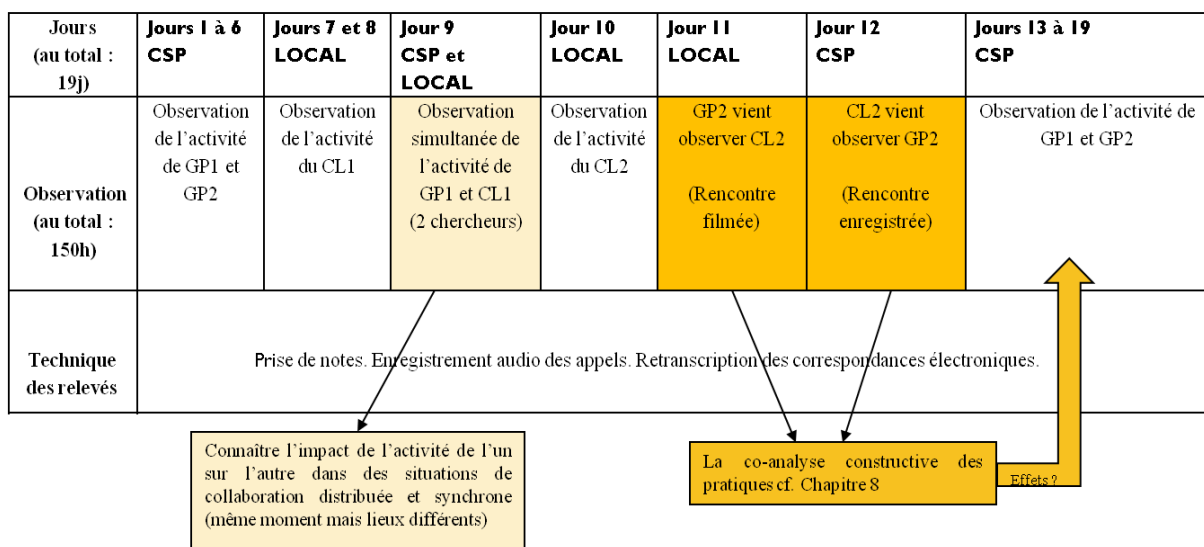 Jours
(au total :
19j)
Jours 1 à 6
CSP
Jours 7 et 8
LOCAL
Jour 9
CSP et
LOCAL
Jour 10
LOCAL
Jour 11
LOCAL
Jour 12
CSP
Jours 13 à 19
CSP
Observation
(au total :
150h)
Observation
de l'activité
de GP1 et
GP2
Observation
de l'activité
du CL1
Observation
simultanée de
l'activité de
GP1 et CL1
(2 chercheurs)
Observation
de l'activité
du CL2
GP2 vient
observer CL2
(Rencontre
filmée)
CL2 vient
observer GP2
(Rencontre
enregistrée)
Observation de l'activité de
GP1 et GP2
Technique
des relevés
Prise de notes. Enregistrement audio des appels. Retranscription des correspondances électroniques.
Connaître l'impact de l'activité de l'un
sur l'autre dans des situations de
collaboration distribuée et synchrone
(même moment mais lieux différents)
La co-analyse constructive des
pratiques cf. Chapitre 8
Effets ?